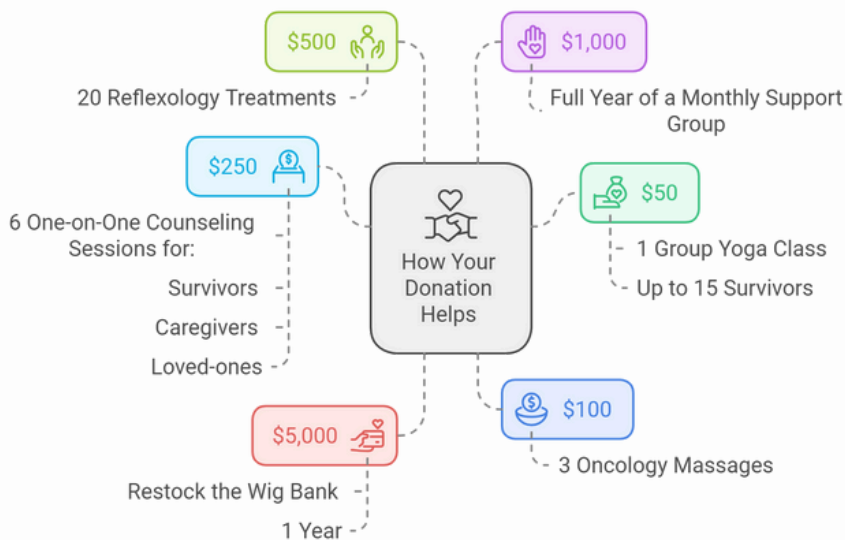 $500
20 Reflexology Treatments
$1,000
Full Year of a Monthly Support
Group
$250
6 One-on-One Counseling
Sessions for:
Survivors
Caregivers
Loved-ones
How Your
Donation
Helps
$50
1 Group Yoga Class
Up to 15 Survivors
$5,000
Restock the Wig Bank
1 Year
$100
3 Oncology Massages